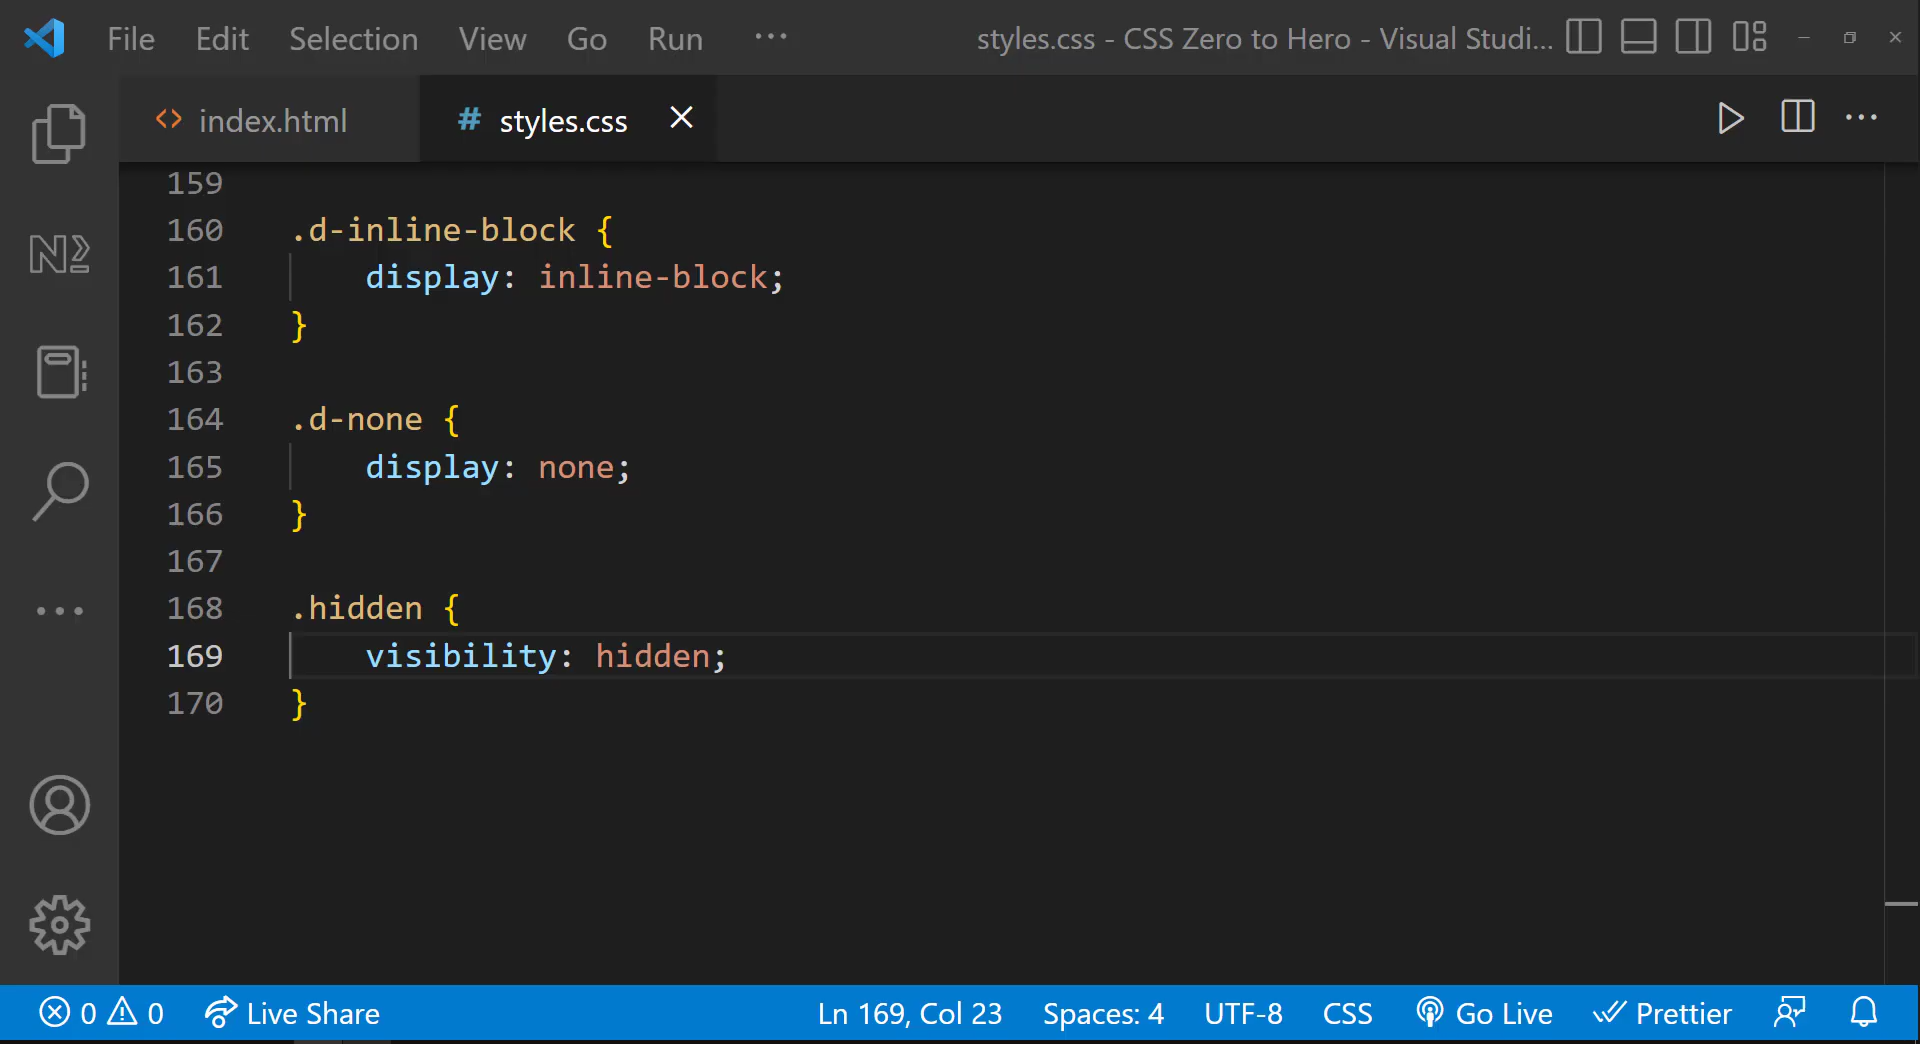 File Edit Selection View Go Run ··· styles.css - CSS Zero to Hero - Visual Studi...
<> index.html # styles.css
159
160 .d-inline-block {
161     display: inline-block;
162 }
163
164 .d-none {
165     display: none;
166 }
167
168 .hidden {
169     visibility: hidden;
170 }
0 0 Live Share Ln 169, Col 23 Spaces: 4 UTF-8 CSS Go Live Prettier